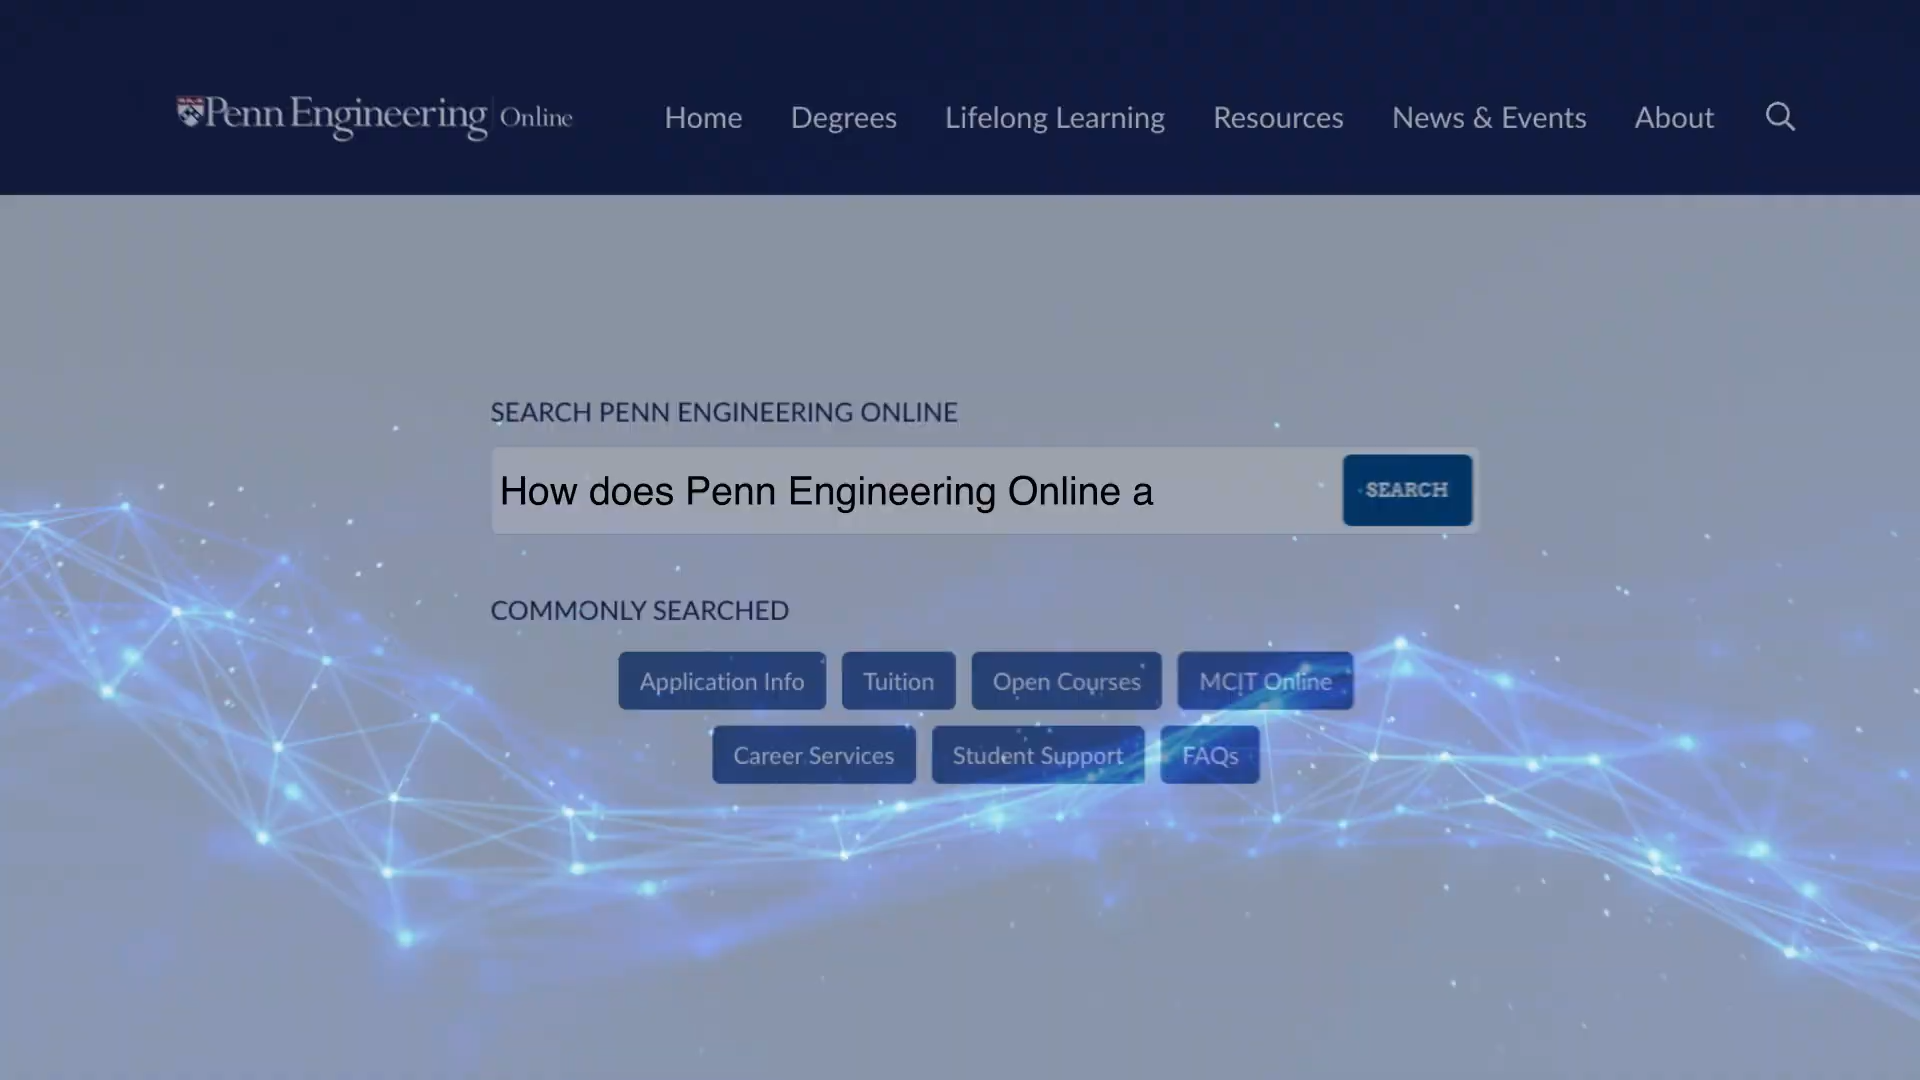 Penn Engineering Online Home Degrees Lifelong Learning Resources News & Events About
SEARCH PENN ENGINEERING ONLINE
How does Penn Engineering Online a SEARCH
COMMONLY SEARCHED
Application Info Tuition Open Courses MCIT Online
Career Services Student Support FAQs